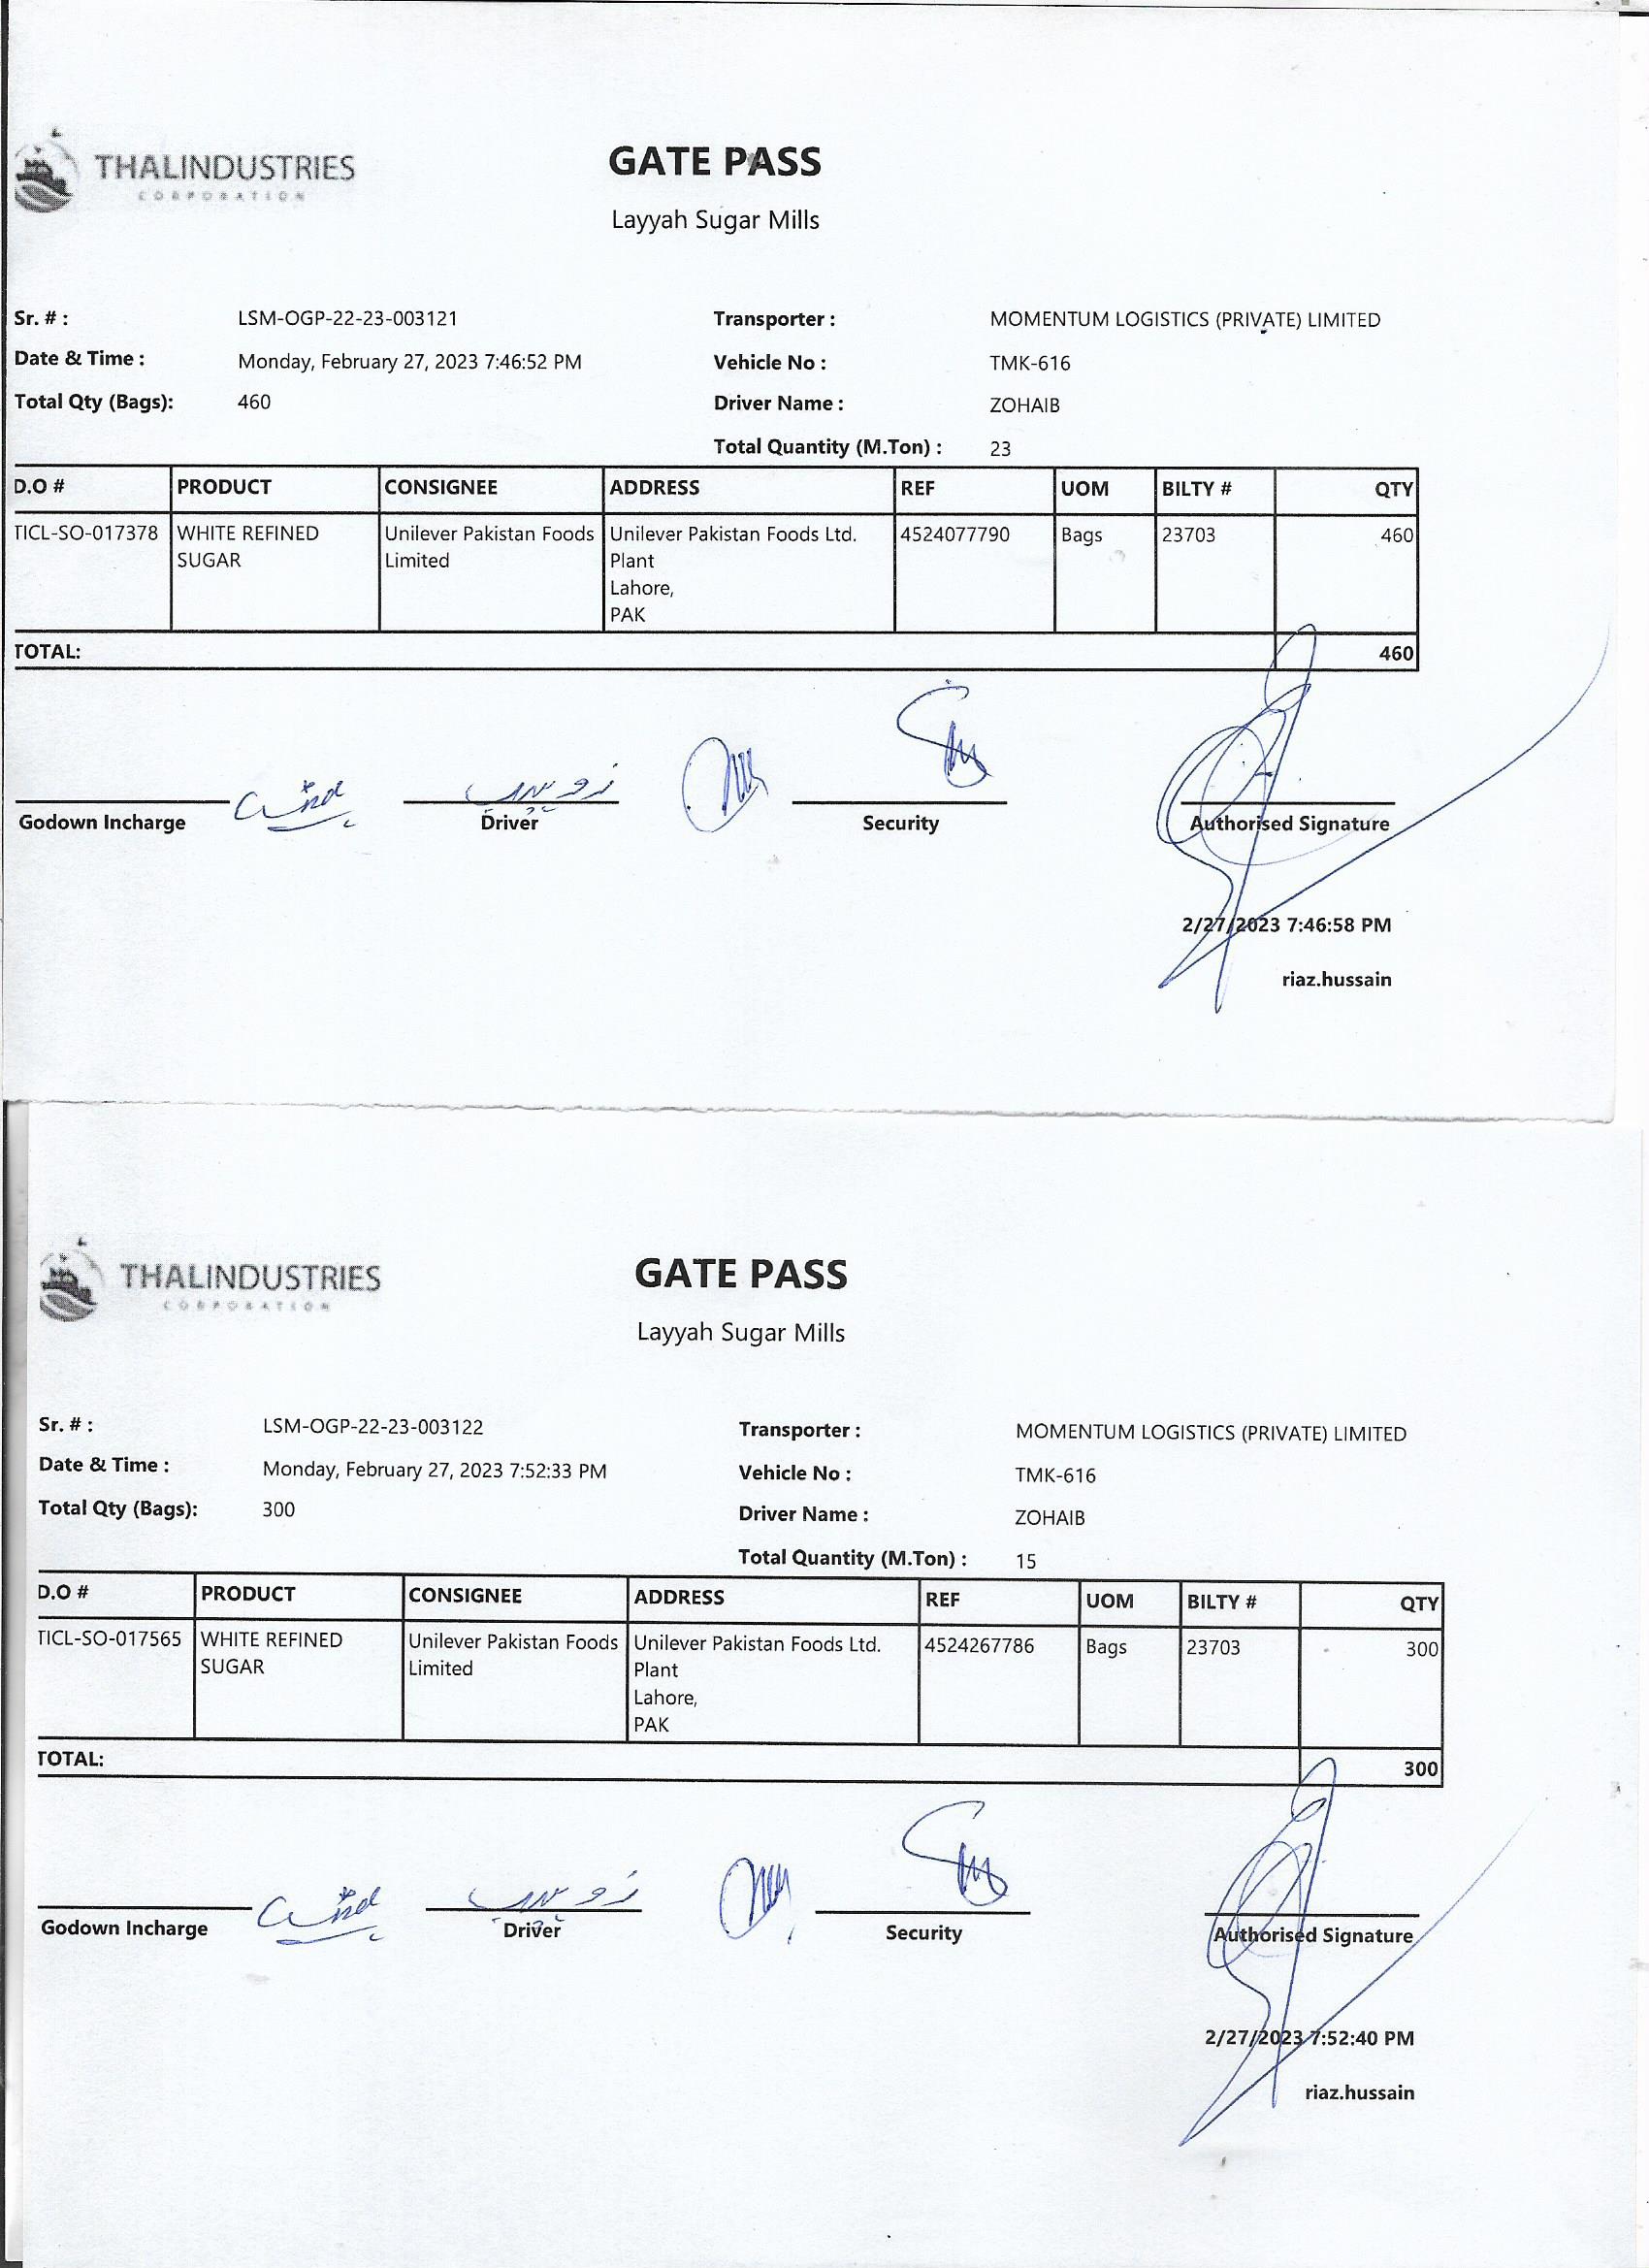 THALINDUSTRIES
CORPORATION
GATE PASS
Layyah Sugar Mills
Sr. # : LSM-OGP-22-23-003121 Transporter : MOMENTUM LOGISTICS (PRIVATE) LIMITED
Date & Time : Monday, February 27, 2023 7:46:52 PM Vehicle No : TMK-616
Total Qty (Bags): 460 Driver Name : ZOHAIB
Total Quantity (M.Ton) : 23
D.O # PRODUCT CONSIGNEE ADDRESS REF UOM BILTY # QTY
TICL-SO-017378 WHITE REFINED Unilever Pakistan Foods Unilever Pakistan Foods Ltd. 4524077790 Bags 23703 460
SUGAR Limited Plant
Lahore,
PAK
TOTAL: 460
زوہیب
Godown Incharge Driver Security Authorised Signature
2/27/2023 7:46:58 PM
riaz.hussain
THALINDUSTRIES
CORPORATION
GATE PASS
Layyah Sugar Mills
Sr. # : LSM-OGP-22-23-003122 Transporter : MOMENTUM LOGISTICS (PRIVATE) LIMITED
Date & Time : Monday, February 27, 2023 7:52:33 PM Vehicle No : TMK-616
Total Qty (Bags): 300 Driver Name : ZOHAIB
Total Quantity (M.Ton) : 15
D.O # PRODUCT CONSIGNEE ADDRESS REF UOM BILTY # QTY
TICL-SO-017565 WHITE REFINED Unilever Pakistan Foods Unilever Pakistan Foods Ltd. 4524267786 Bags 23703 300
SUGAR Limited Plant
Lahore,
PAK
TOTAL: 300
زوہیب
Godown Incharge Driver Security Authorised Signature
2/27/2023 7:52:40 PM
riaz.hussain